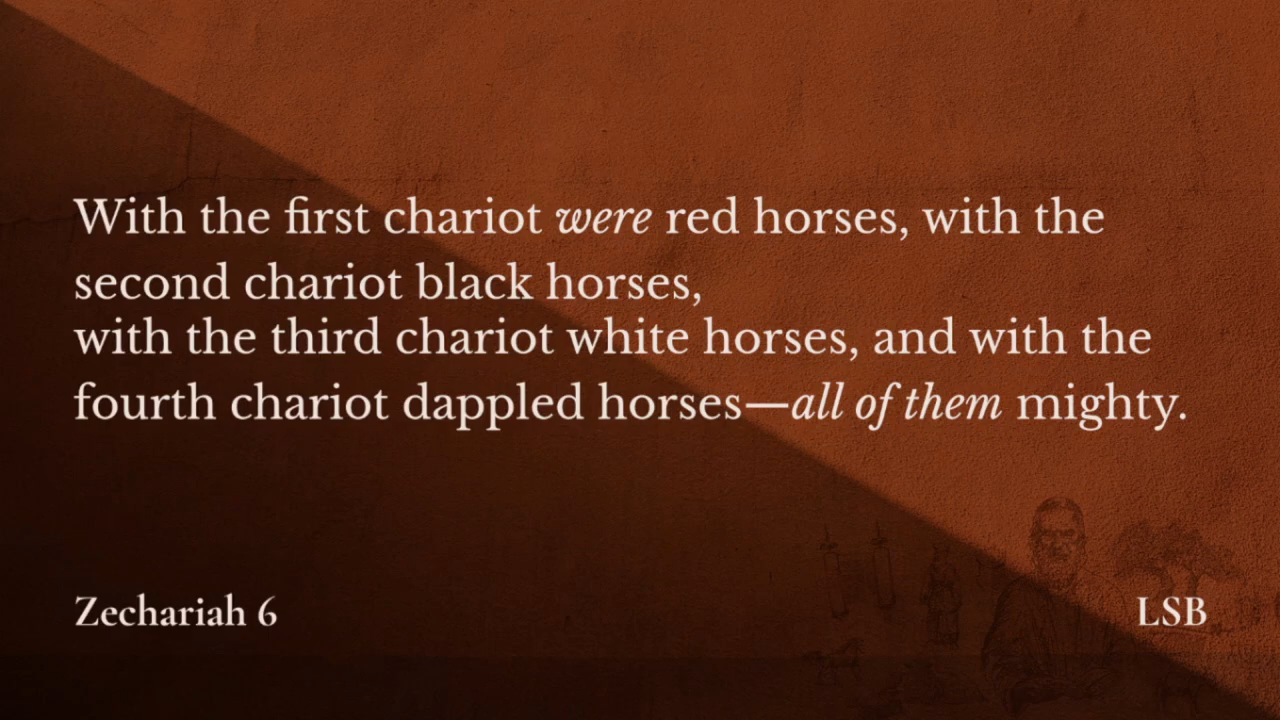 With the first chariot were red horses, with the
second chariot black horses,
with the third chariot white horses, and with the
fourth chariot dappled horses—all of them mighty.
Zechariah 6
LSB